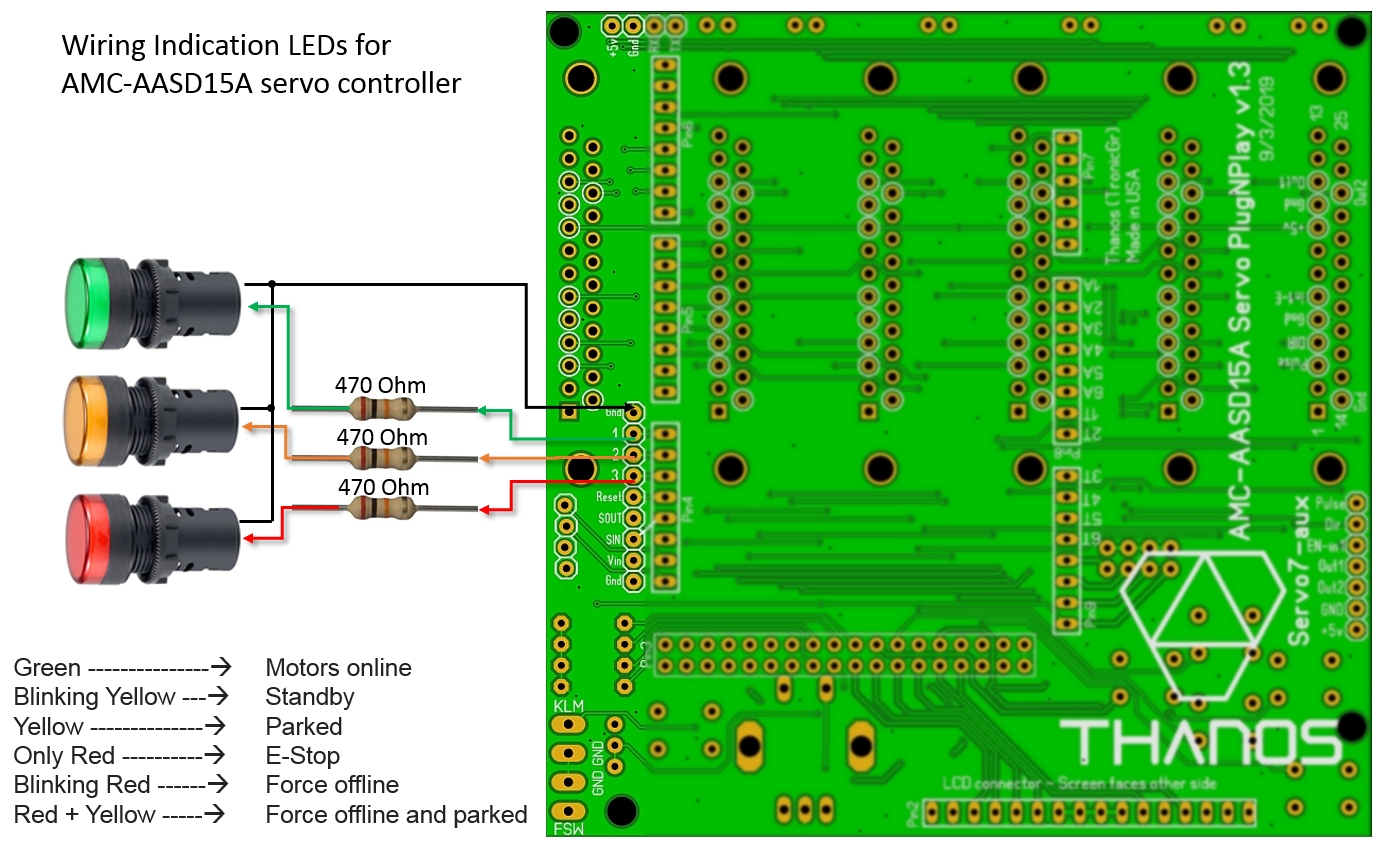 Wiring Indication LEDs for
AMC-AASD15A servo controller
+5v
Gnd
RX
TX
Pin6
Pin7
Thanos (TronicGr)
Made in USA
AMC-AASD15A Servo PlugNPlay v1.3
9/3/2019
13
25
Out1
Gnd
+5v
Out2
In1-E
Gnd
DIR
Pulse
Gnd
1
14
Pin5
1A
2A
3A
4A
5A
6A
1T
2T
Pin8
470 Ohm
470 Ohm
470 Ohm
Gnd
1
2
3
Reset
SOUT
SIN
Vin
Gnd
Pin4
3T
4T
5T
6T
Pin9
Pulse
Dir
EN-in1
Out1
Out2
GND
+5v
Servo7-aux
Pin3
Green ---------------→ Motors online
Blinking Yellow ---→ Standby
Yellow --------------→ Parked
Only Red ----------→ E-Stop
Blinking Red ------→ Force offline
Red + Yellow -----→ Force offline and parked
KLM
GND GND
FSW
THANOS
LCD connector - Screen faces other side
Pin2